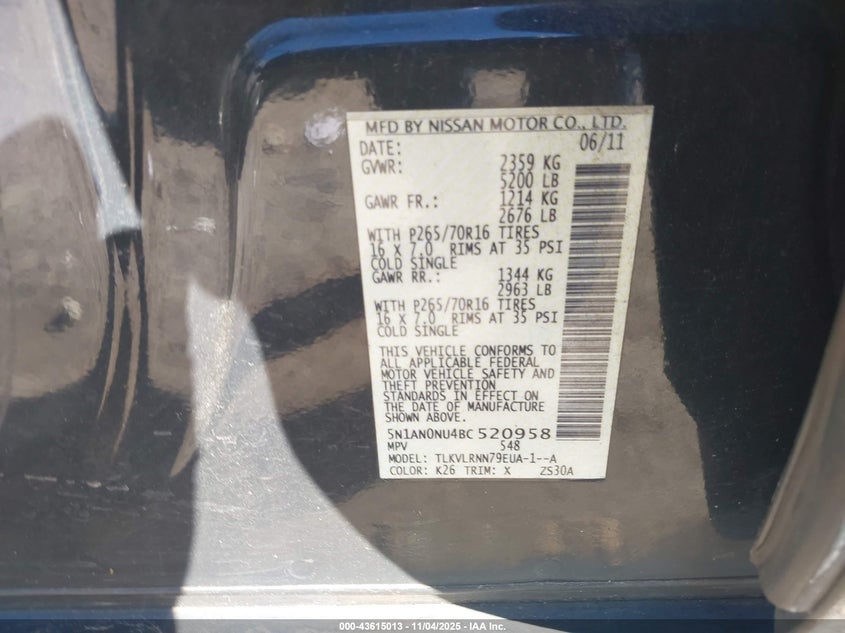 MFD BY NISSAN MOTOR CO., LTD.
DATE: 06/11
GVWR: 2359 KG
5200 LB
GAWR FR.: 1214 KG
2676 LB
WITH P265/70R16 TIRES
16 X 7.0 RIMS AT 35 PSI
COLD SINGLE
GAWR RR.: 1344 KG
2963 LB
WITH P265/70R16 TIRES
16 X 7.0 RIMS AT 35 PSI
COLD SINGLE
THIS VEHICLE CONFORMS TO
ALL APPLICABLE FEDERAL
MOTOR VEHICLE SAFETY AND
THEFT PREVENTION
STANDARDS IN EFFECT ON
THE DATE OF MANUFACTURE
SHOWN ABOVE.
5N1AN0NU4BC 520958
MPV S48
MODEL: TLKVLRNN79EUA-1--A
COLOR: K26 TRIM: X ZS30A
000-43615013 - 11/04/2025 - IAA Inc.